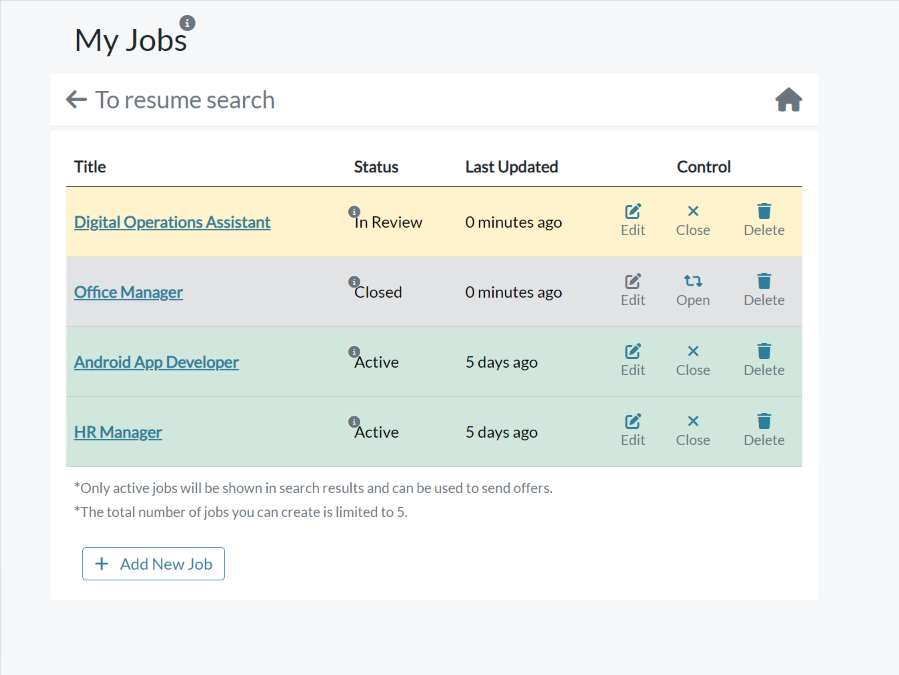 My Jobs
To resume search
Title Status Last Updated Control
Digital Operations Assistant In Review 0 minutes ago Edit Close Delete
Office Manager Closed 0 minutes ago Edit Open Delete
Android App Developer Active 5 days ago Edit Close Delete
HR Manager Active 5 days ago Edit Close Delete
*Only active jobs will be shown in search results and can be used to send offers.
*The total number of jobs you can create is limited to 5.
+ Add New Job